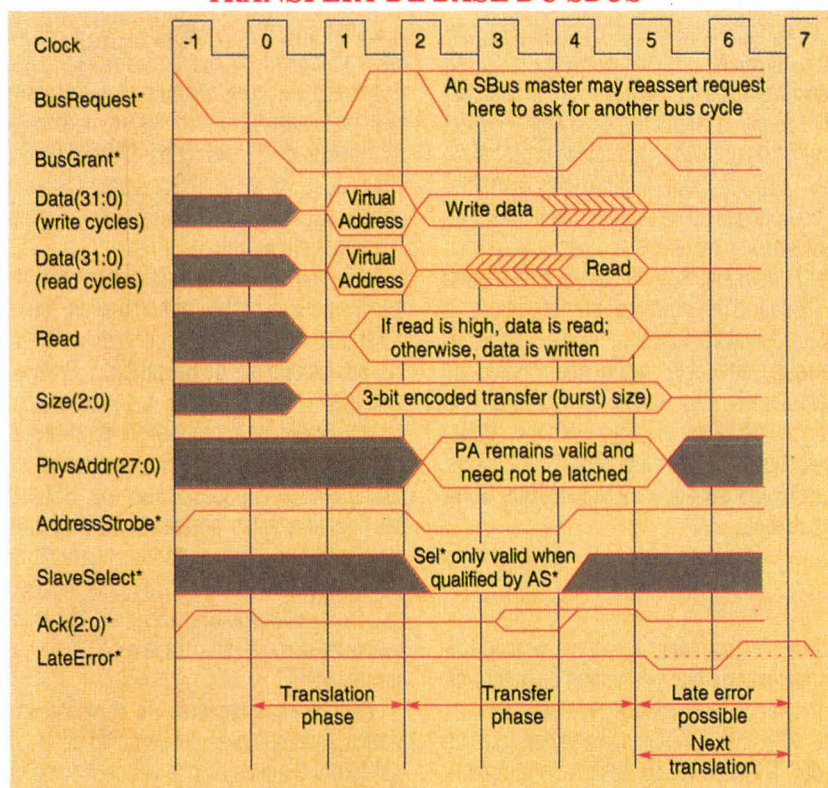 TRANSFERT DE BASE DU SBUS
Clock -1 0 1 2 3 4 5 6 7
BusRequest*
An SBus master may reassert request
here to ask for another bus cycle
BusGrant*
Data(31:0)
(write cycles)
Virtual
Address
Write data
Data(31:0)
(read cycles)
Virtual
Address
Read
Read
If read is high, data is read;
otherwise, data is written
Size(2:0)
3-bit encoded transfer (burst) size)
PhysAddr(27:0)
PA remains valid and
need not be latched
AddressStrobe*
SlaveSelect*
Sel* only valid when
qualified by AS*
Ack(2:0)*
LateError*
Translation
phase
Transfer
phase
Late error
possible
Next
translation